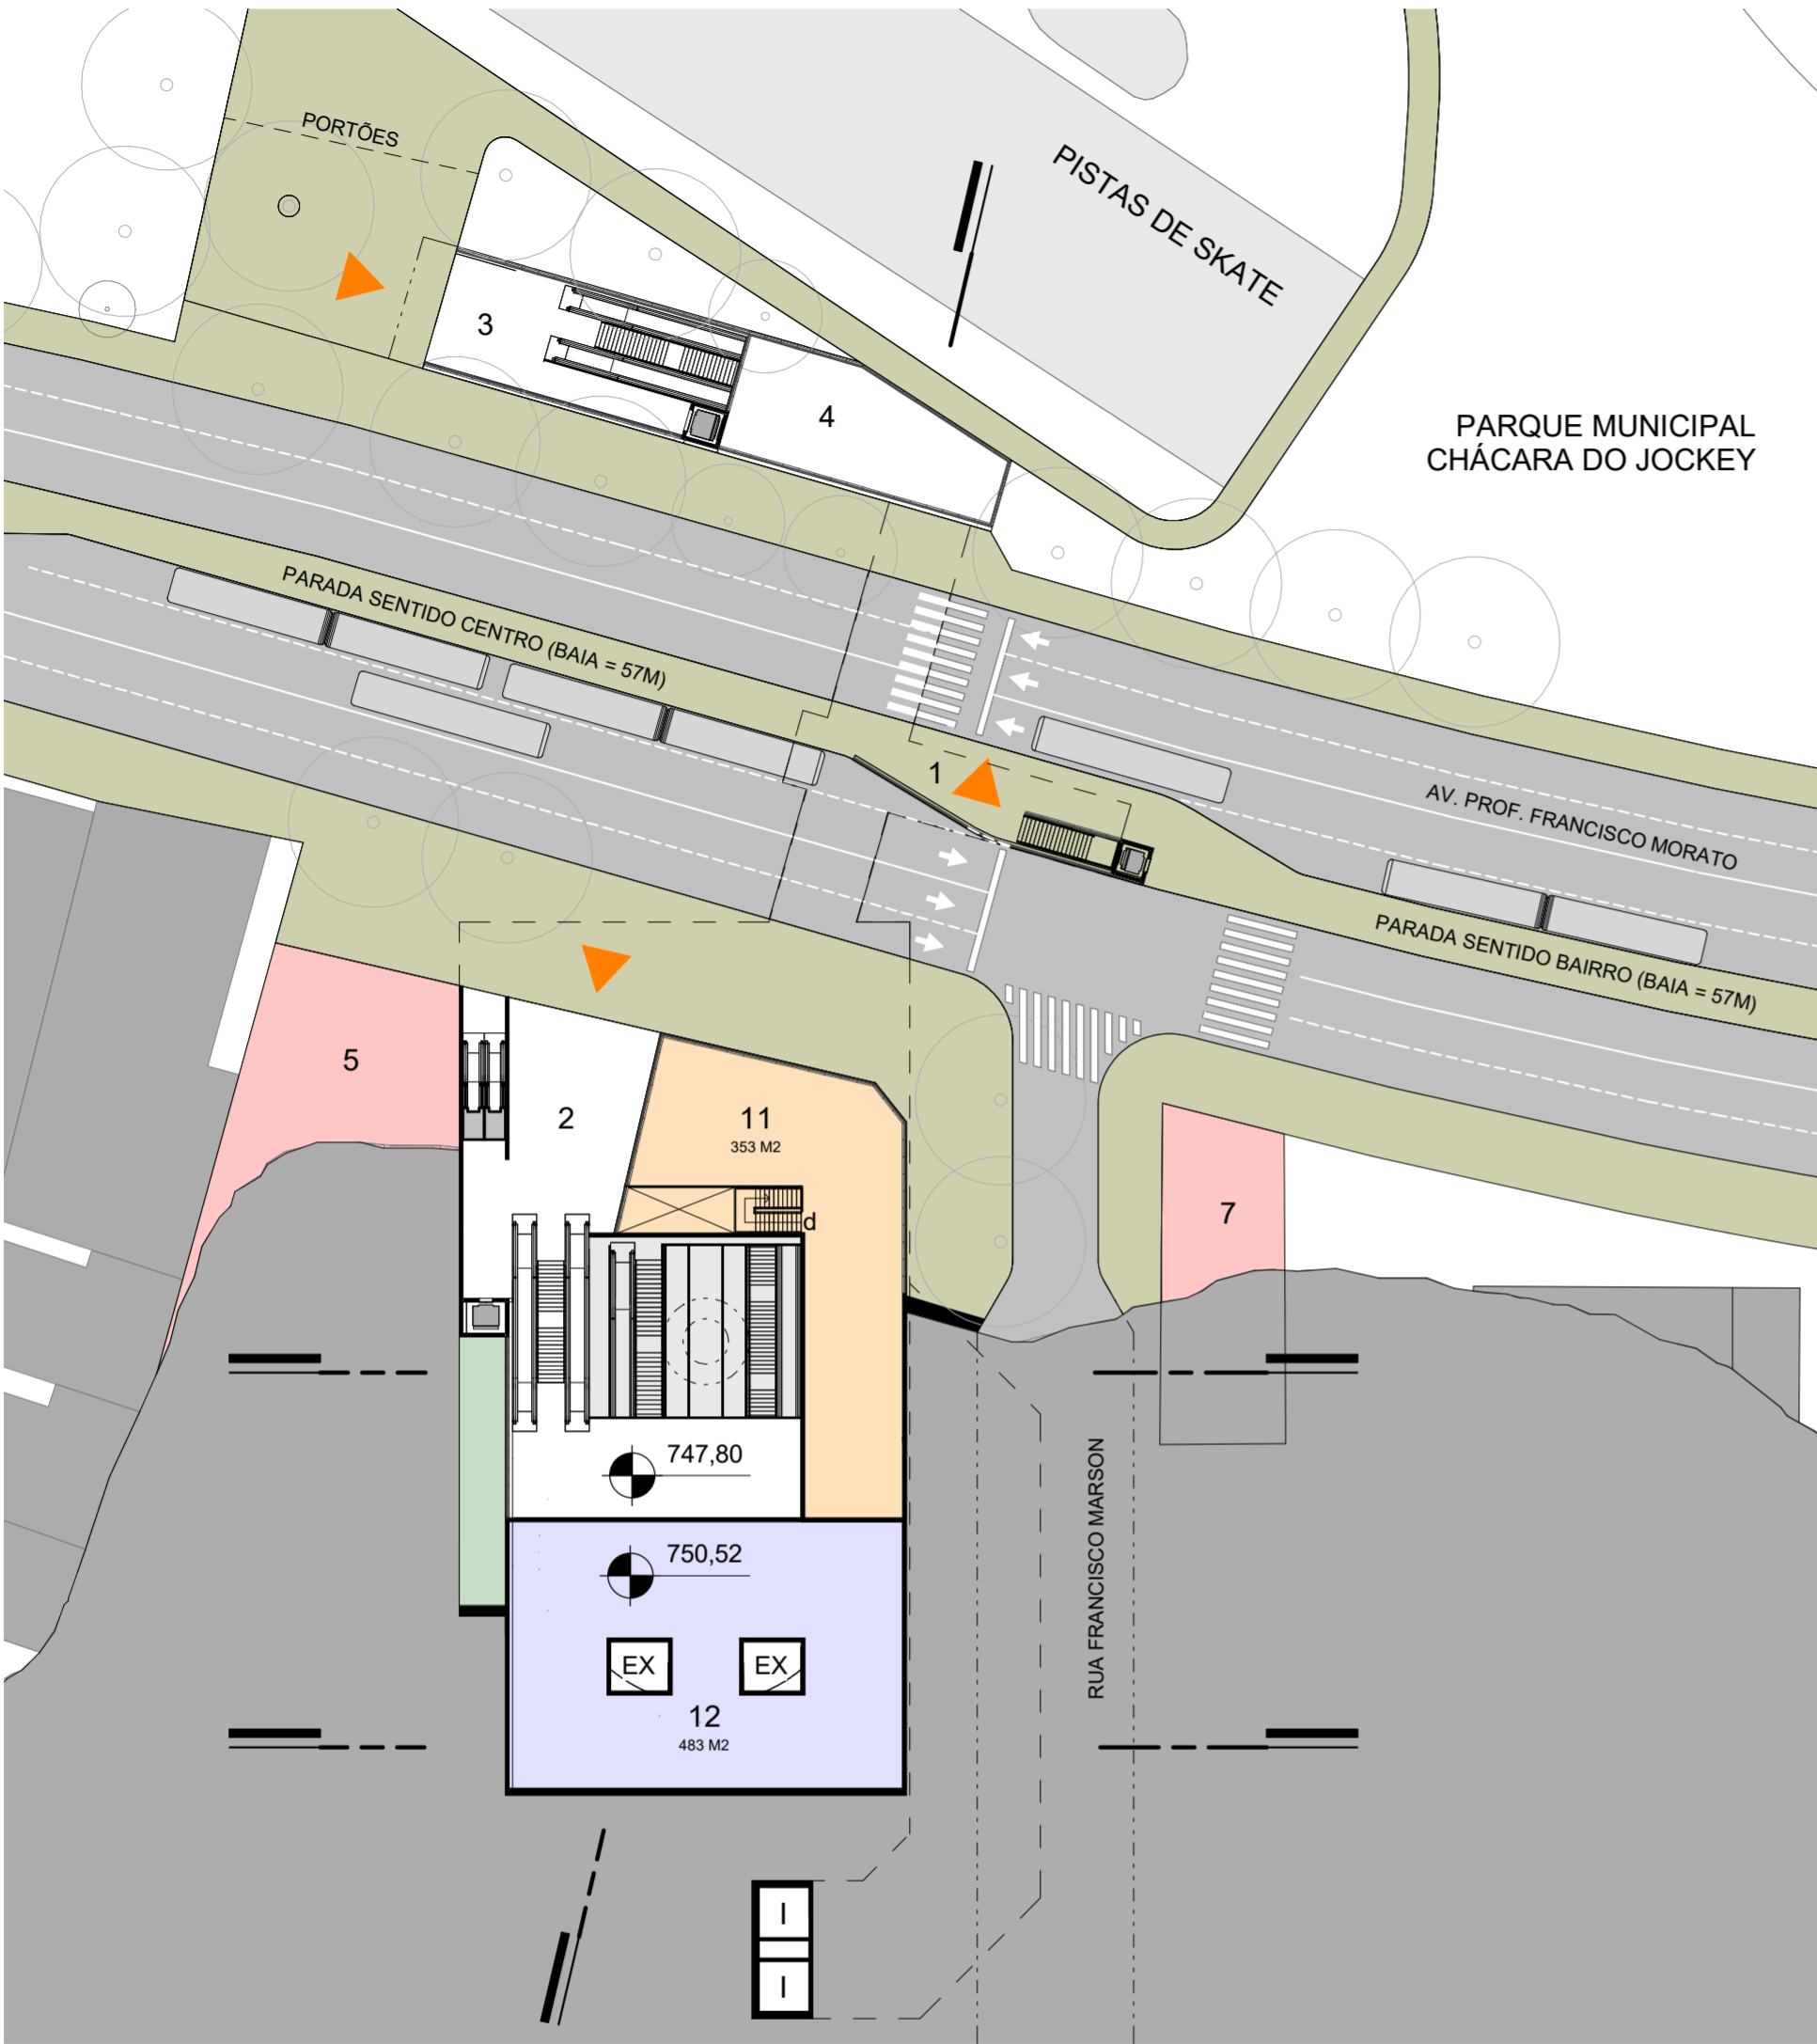 PORTÕES
PISTAS DE SKATE
3
4
PARQUE MUNICIPAL
CHÁCARA DO JOCKEY
PARADA SENTIDO CENTRO (BAIA = 57M)
1
AV. PROF. FRANCISCO MORATO
PARADA SENTIDO BAIRRO (BAIA = 57M)
5
2
11
353 M2
d
7
747,80
750,52
EX
EX
12
483 M2
RUA FRANCISCO MARSON
I
I